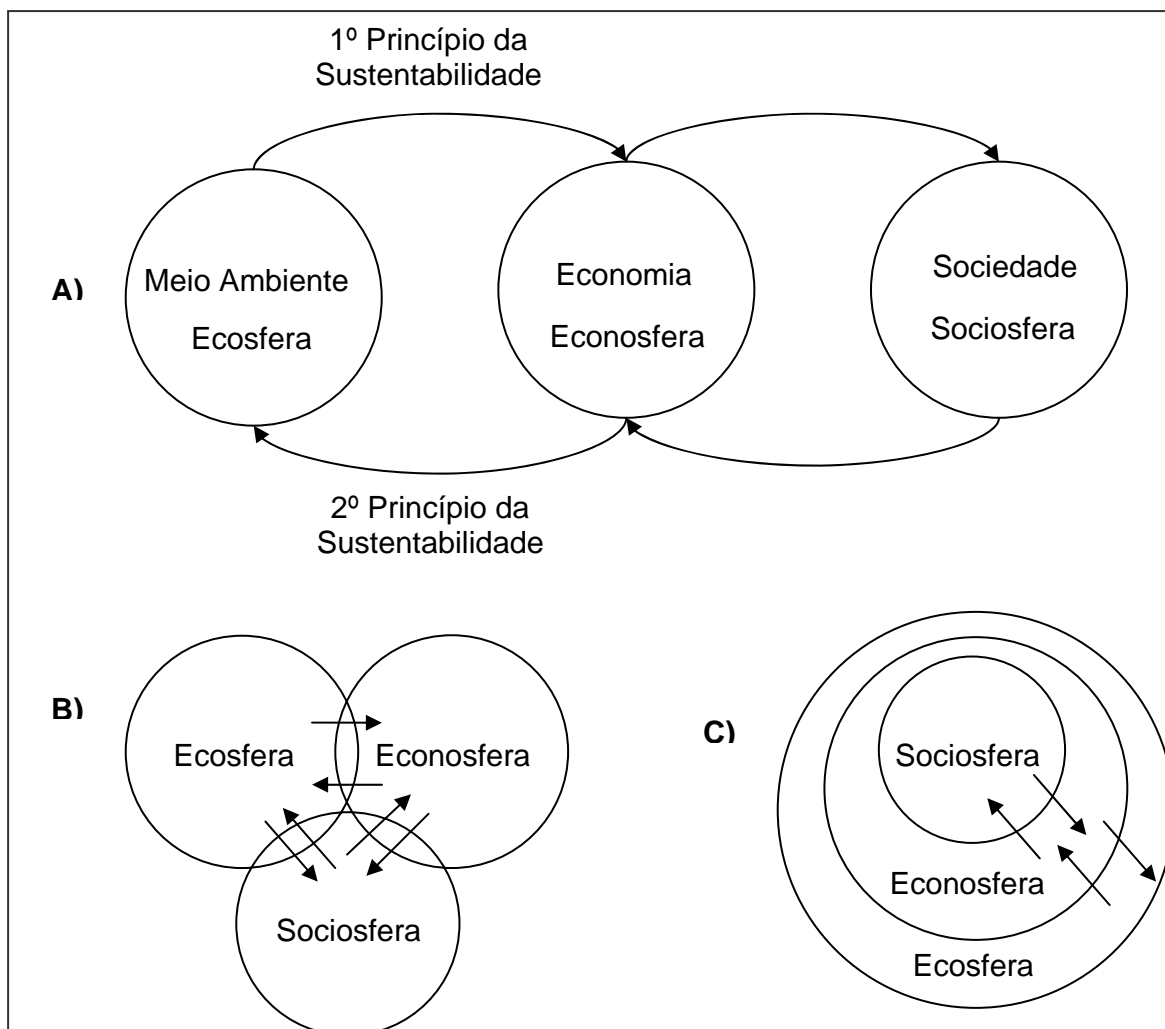 1º Princípio da
Sustentabilidade
A)
Meio Ambiente
Ecosfera
Economia
Econosfera
Sociedade
Sociosfera
2º Princípio da
Sustentabilidade
B)
Ecosfera
Econosfera
Sociosfera
C)
Sociosfera
Econosfera
Ecosfera